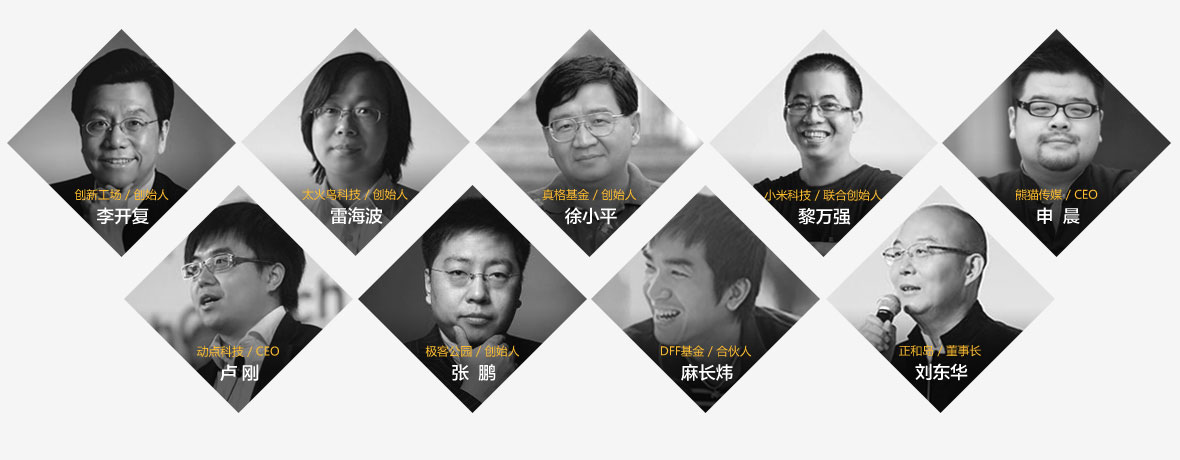 创新工场 / 创始人
李开复
太火鸟科技 / 创始人
雷海波
真格基金 / 创始人
徐小平
小米科技 / 联合创始人
黎万强
熊猫传媒 / CEO
申 晨
动点科技 / CEO
卢 刚
极客公园 / 创始人
张 鹏
DFF基金 / 合伙人
麻长炜
正和岛 / 董事长
刘东华